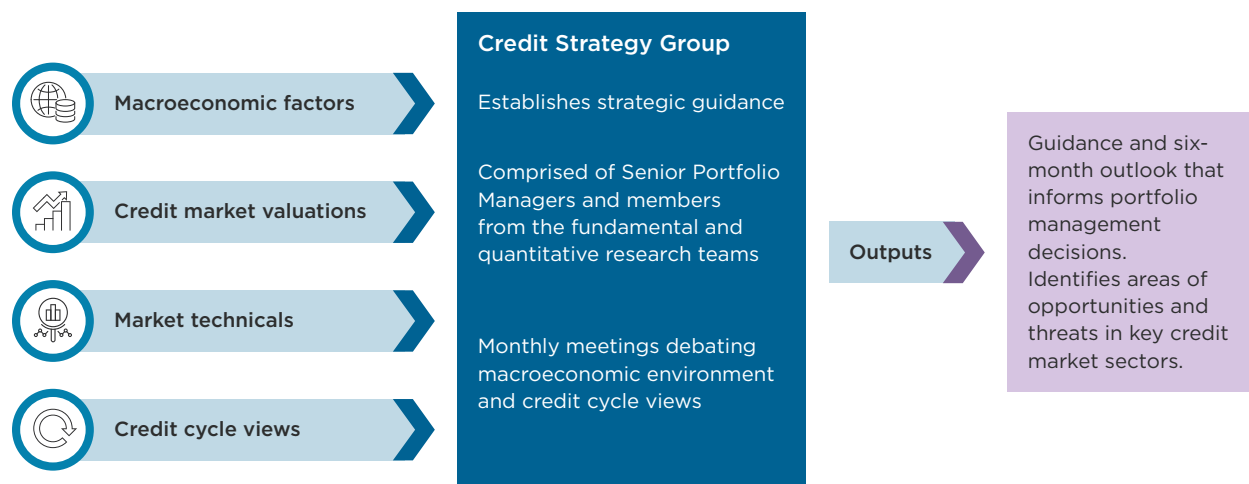 Macroeconomic factors
Credit market valuations
Market technicals
Credit cycle views
Credit Strategy Group
Establishes strategic guidance
Comprised of Senior Portfolio
Managers and members
from the fundamental and
quantitative research teams
Monthly meetings debating
macroeconomic environment
and credit cycle views
Outputs
Guidance and six-
month outlook that
informs portfolio
management
decisions.
Identifies areas of
opportunities and
threats in key credit
market sectors.